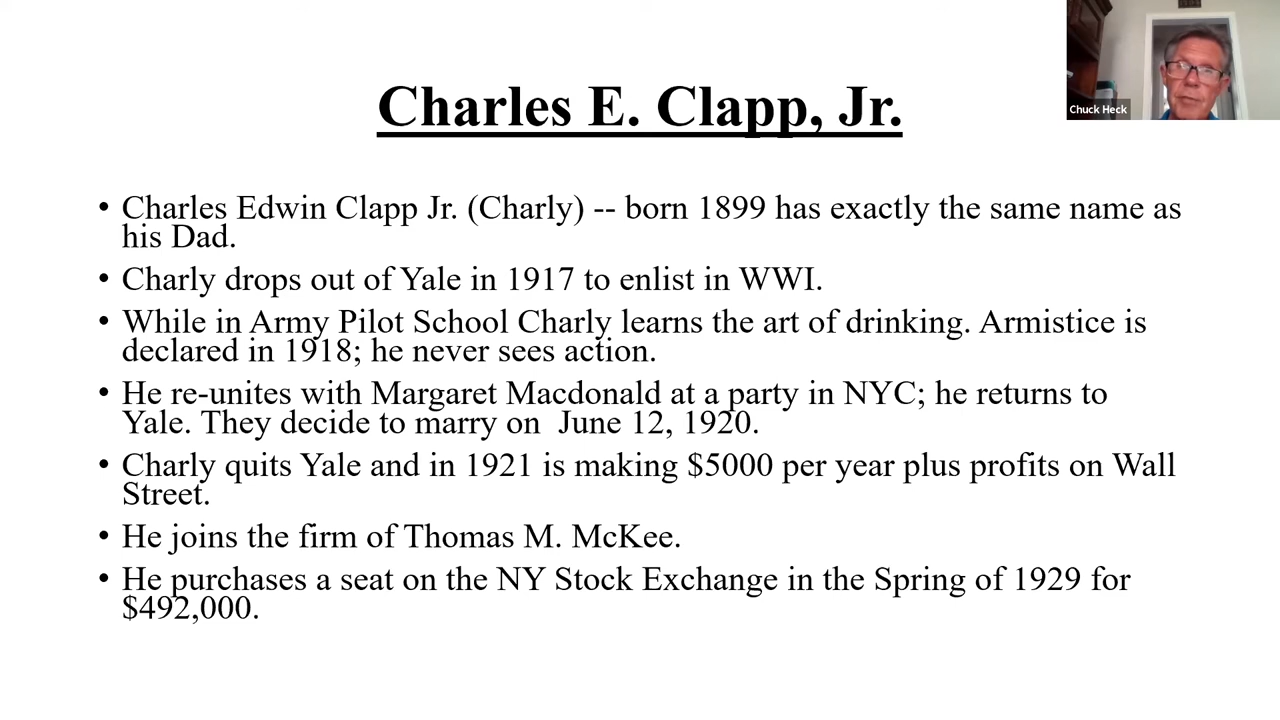 Charles E. Clapp, Jr.
Chuck Heck
• Charles Edwin Clapp Jr. (Charly) -- born 1899 has exactly the same name as
his Dad.
• Charly drops out of Yale in 1917 to enlist in WWI.
• While in Army Pilot School Charly learns the art of drinking. Armistice is
declared in 1918; he never sees action.
• He re-unites with Margaret Macdonald at a party in NYC; he returns to
Yale. They decide to marry on  June 12, 1920.
• Charly quits Yale and in 1921 is making $5000 per year plus profits on Wall
Street.
• He joins the firm of Thomas M. McKee.
• He purchases a seat on the NY Stock Exchange in the Spring of 1929 for
$492,000.